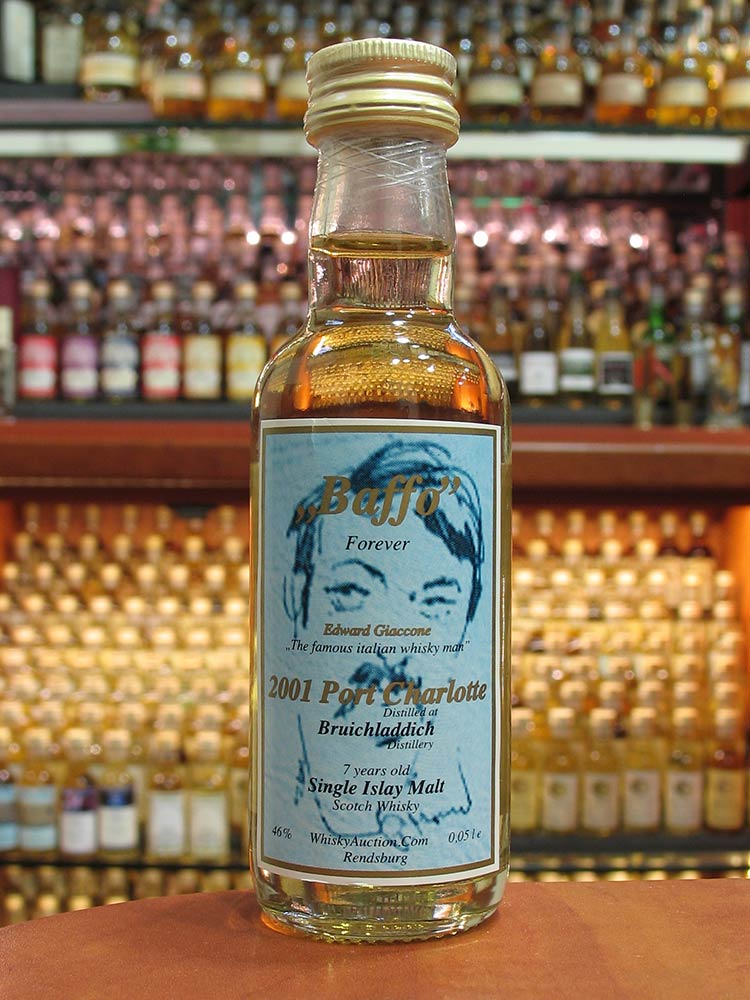 „Baffo”
Forever
Edward Giaccone
„The famous italian whisky man”
2001 Port Charlotte
Distilled at
Bruichladdich
Distillery
7 years old
Single Islay Malt
Scotch Whisky
46% WhiskyAuction.Com 0,05 l e
Rendsburg